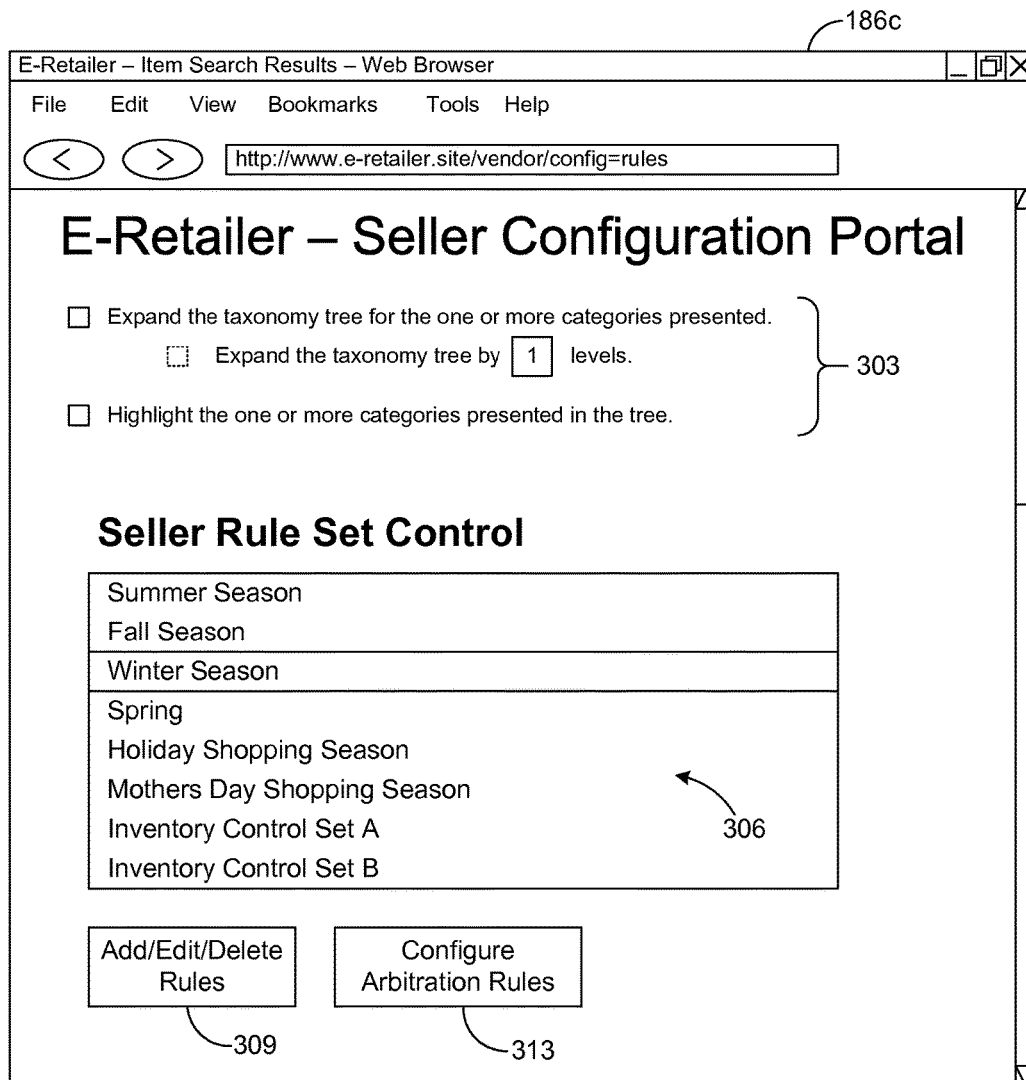 186c
E-Retailer – Item Search Results – Web Browser
File Edit View Bookmarks Tools Help
< > http://www.e-retailer.site/vendor/config=rules
E-Retailer – Seller Configuration Portal
Expand the taxonomy tree for the one or more categories presented.
Expand the taxonomy tree by 1 levels.
303
Highlight the one or more categories presented in the tree.
Seller Rule Set Control
Summer Season
Fall Season
Winter Season
Spring
Holiday Shopping Season
Mothers Day Shopping Season
Inventory Control Set A
306
Inventory Control Set B
Add/Edit/Delete
Rules
Configure
Arbitration Rules
309
313